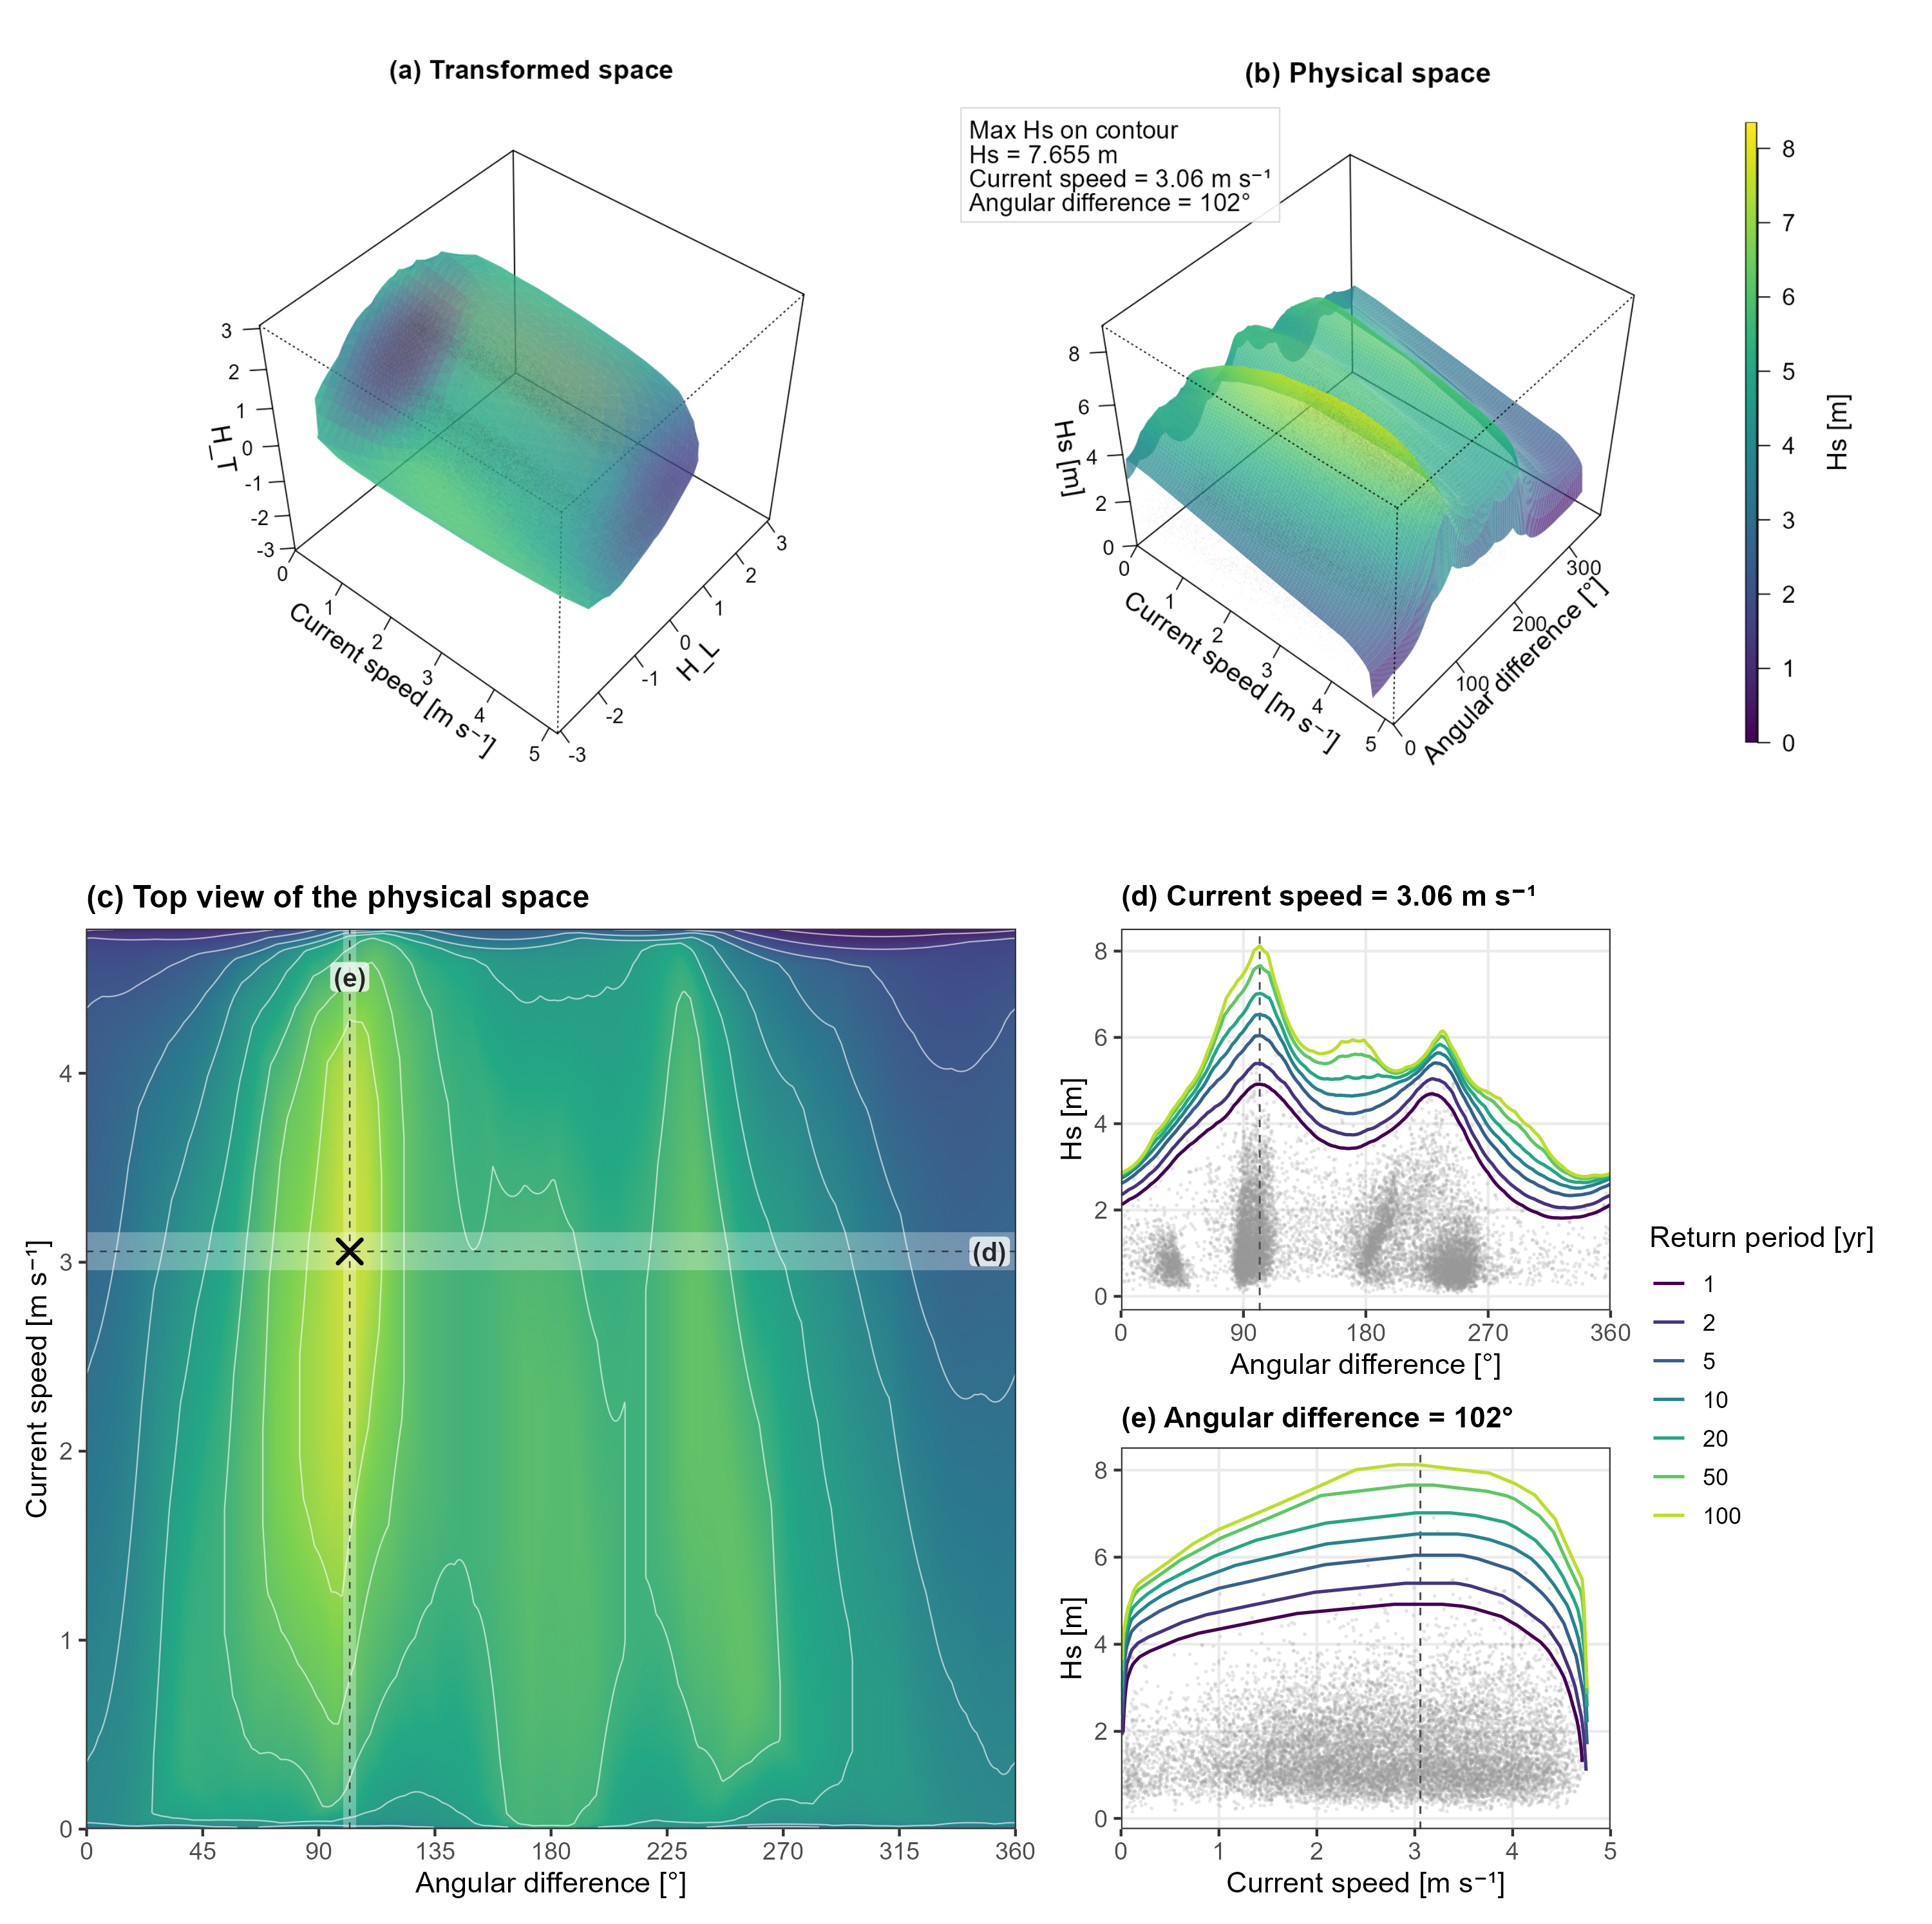 (a) Transformed space
3
2
1
0
-1
-2
-3
H_T
0
1
2
3
4
5
Current speed [m s⁻¹]
-3
-2
-1
0
1
2
3
H_L
(b) Physical space
Max Hs on contour
Hs = 7.655 m
Current speed = 3.06 m s⁻¹
Angular difference = 102°
8
6
4
2
0
Hs [m]
0
1
2
3
4
5
Current speed [m s⁻¹]
0
100
200
300
Angular difference [°]
8
7
6
5
4
3
2
1
0
Hs [m]
(c) Top view of the physical space
(e)
(d)
4
3
2
1
0
Current speed [m s⁻¹]
0 45 90 135 180 225 270 315 360
Angular difference [°]
(d) Current speed = 3.06 m s⁻¹
8
6
4
2
0
Hs [m]
0 90 180 270 360
Angular difference [°]
(e) Angular difference = 102°
8
6
4
2
0
Hs [m]
0 1 2 3 4 5
Current speed [m s⁻¹]
Return period [yr]
1
2
5
10
20
50
100